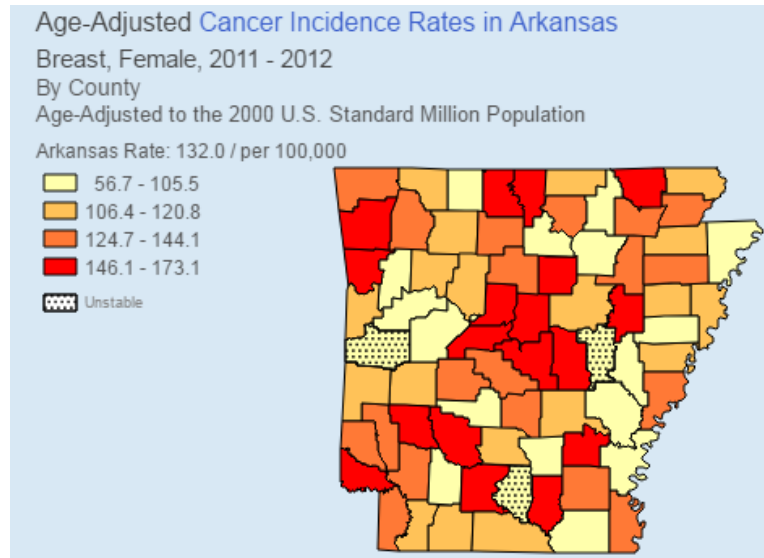 Age-Adjusted Cancer Incidence Rates in Arkansas
Breast, Female, 2011 - 2012
By County
Age-Adjusted to the 2000 U.S. Standard Million Population
Arkansas Rate: 132.0 / per 100,000
56.7 - 105.5
106.4 - 120.8
124.7 - 144.1
146.1 - 173.1
Unstable